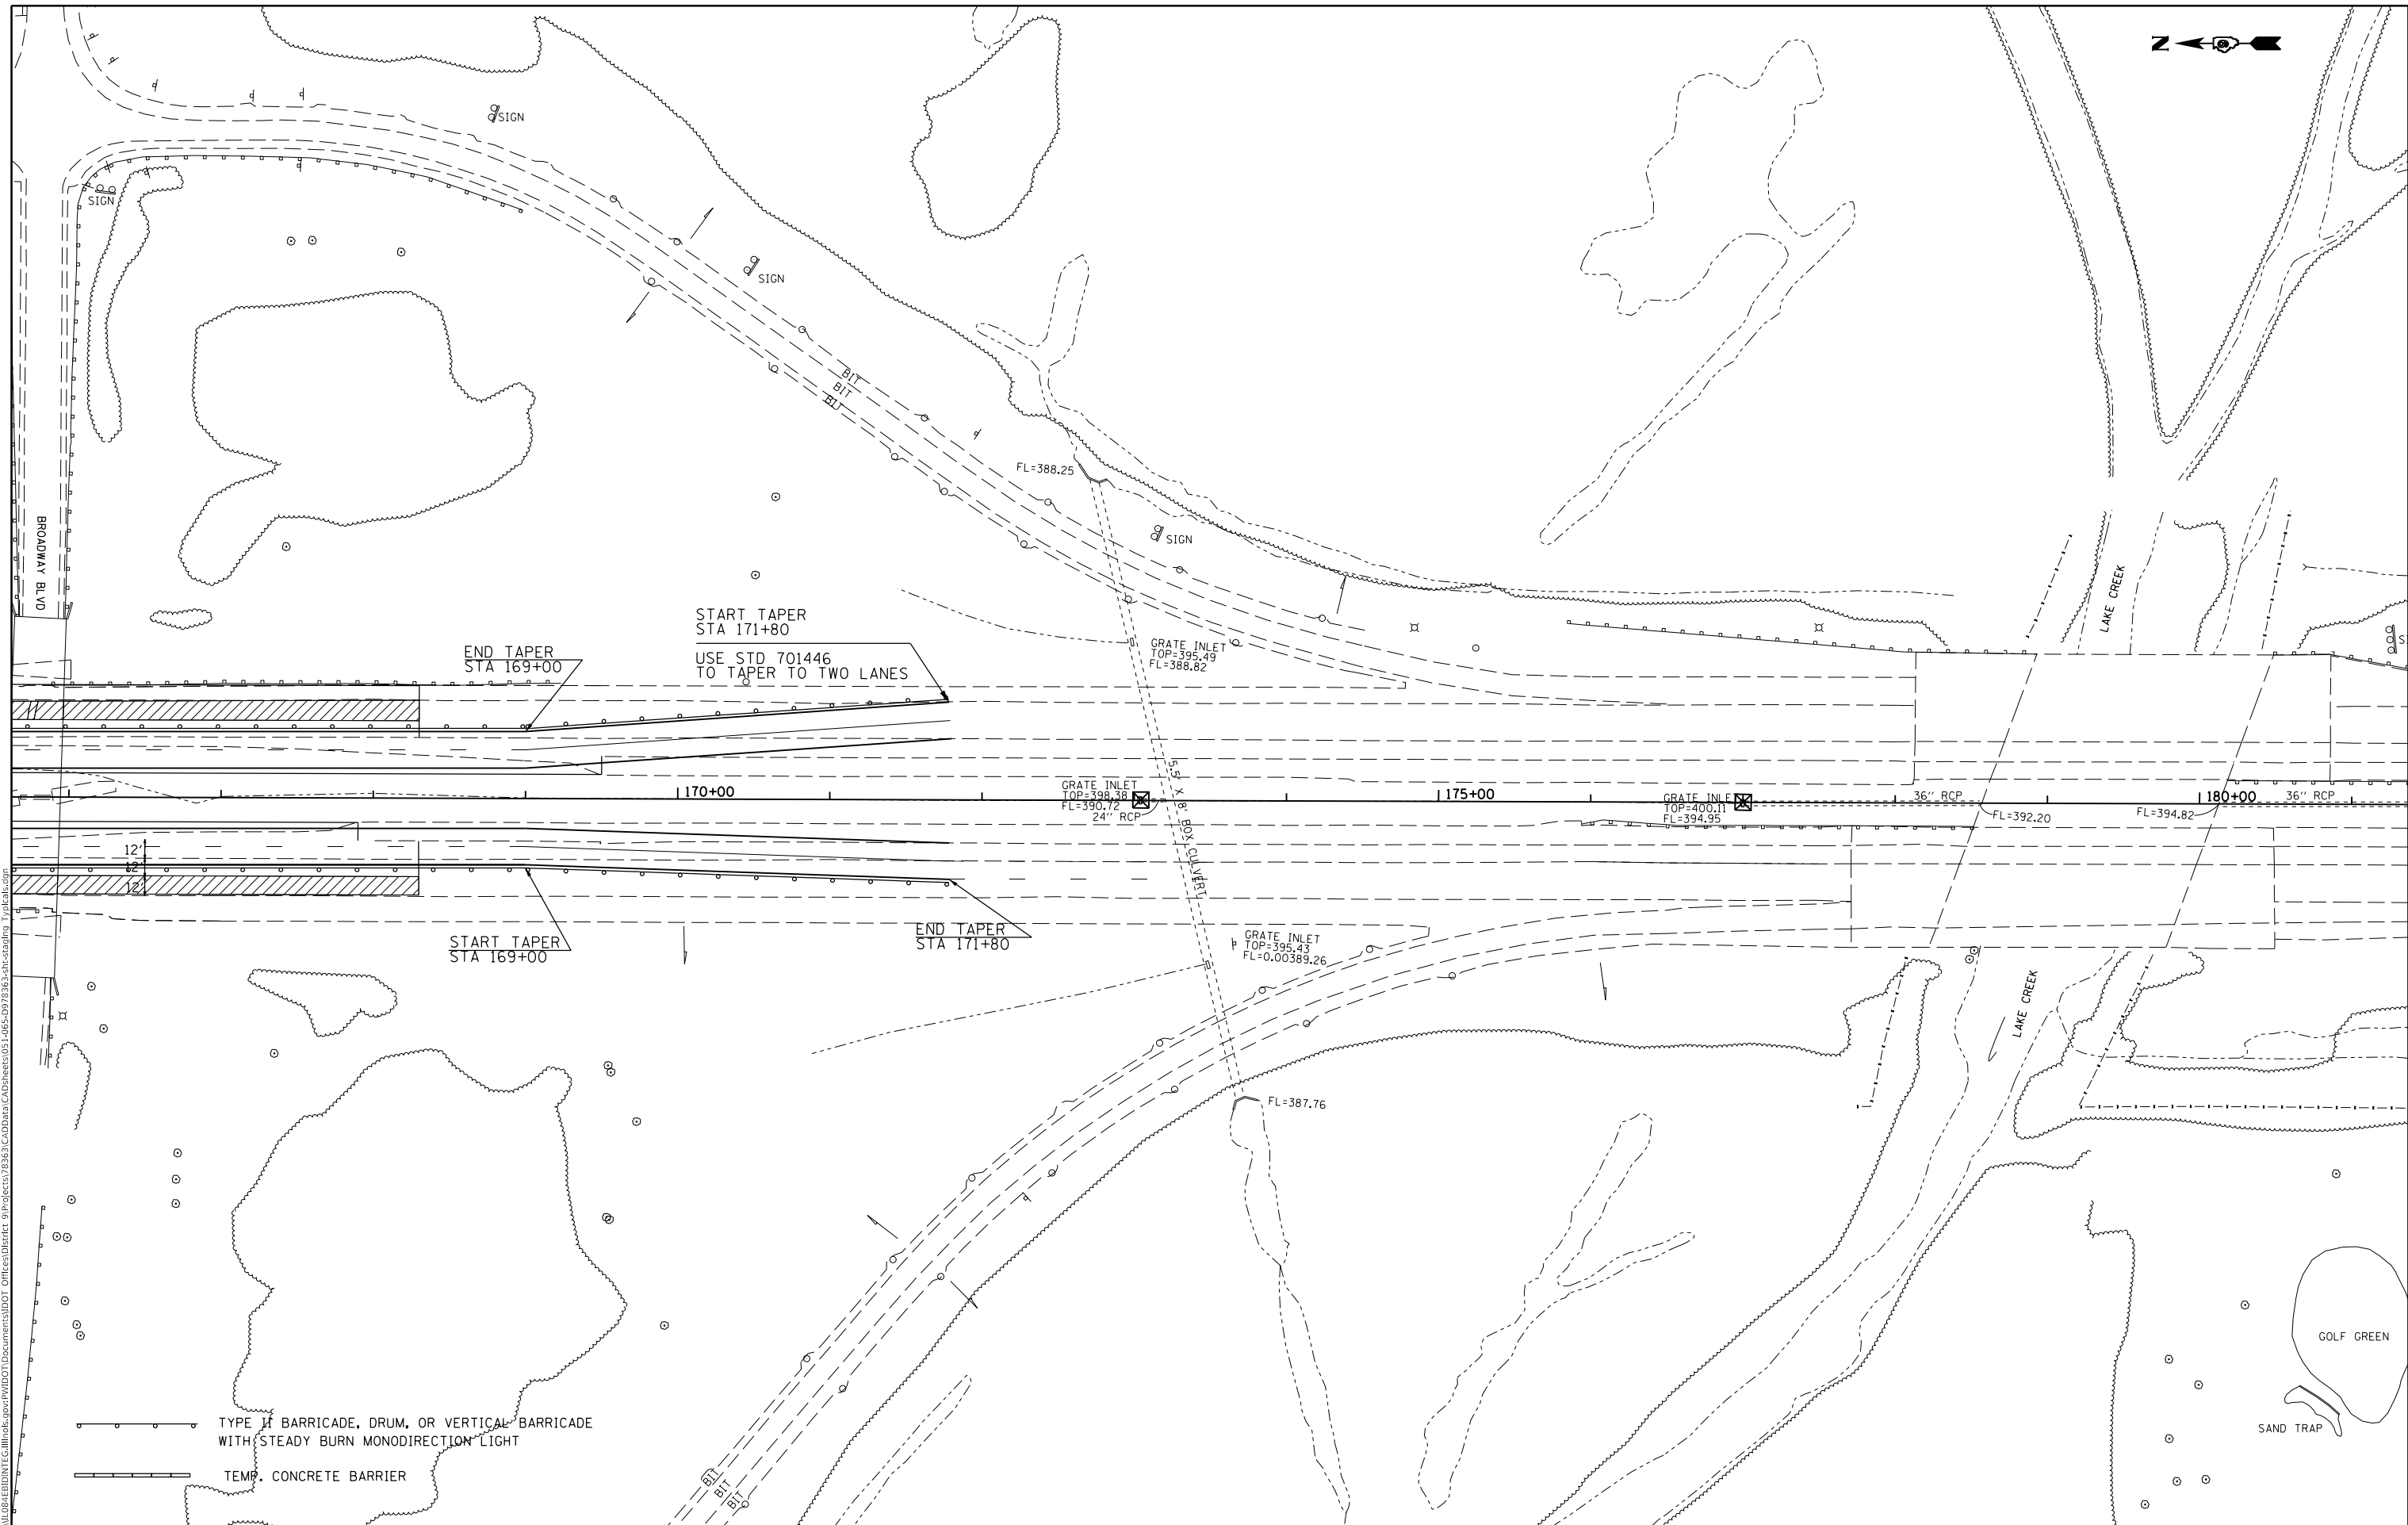 N
SIGN
SIGN
SIGN
BIT
BIT
BIT
FL=388.25
SIGN
BROADWAY BLVD
LAKE CREEK
START TAPER
STA 171+80
USE STD 701446
TO TAPER TO TWO LANES
END TAPER
STA 169+00
GRATE INLET
TOP=395.49
FL=388.82
5.5' X 8' BOX CULVERT
170+00
GRATE INLET
TOP=398.38
FL=390.72
24" RCP
175+00
GRATE INLET
TOP=400.11
FL=394.95
36" RCP
FL=392.20
FL=394.82
180+00
36" RCP
12'
12'
12'
START TAPER
STA 169+00
END TAPER
STA 171+80
GRATE INLET
TOP=395.43
FL=0.00389.26
LAKE CREEK
FL=387.76
GOLF GREEN
SAND TRAP
BIT
BIT
BIT
TYPE II BARRICADE, DRUM, OR VERTICAL BARRICADE
WITH STEADY BURN MONODIRECTION LIGHT
TEMP. CONCRETE BARRIER